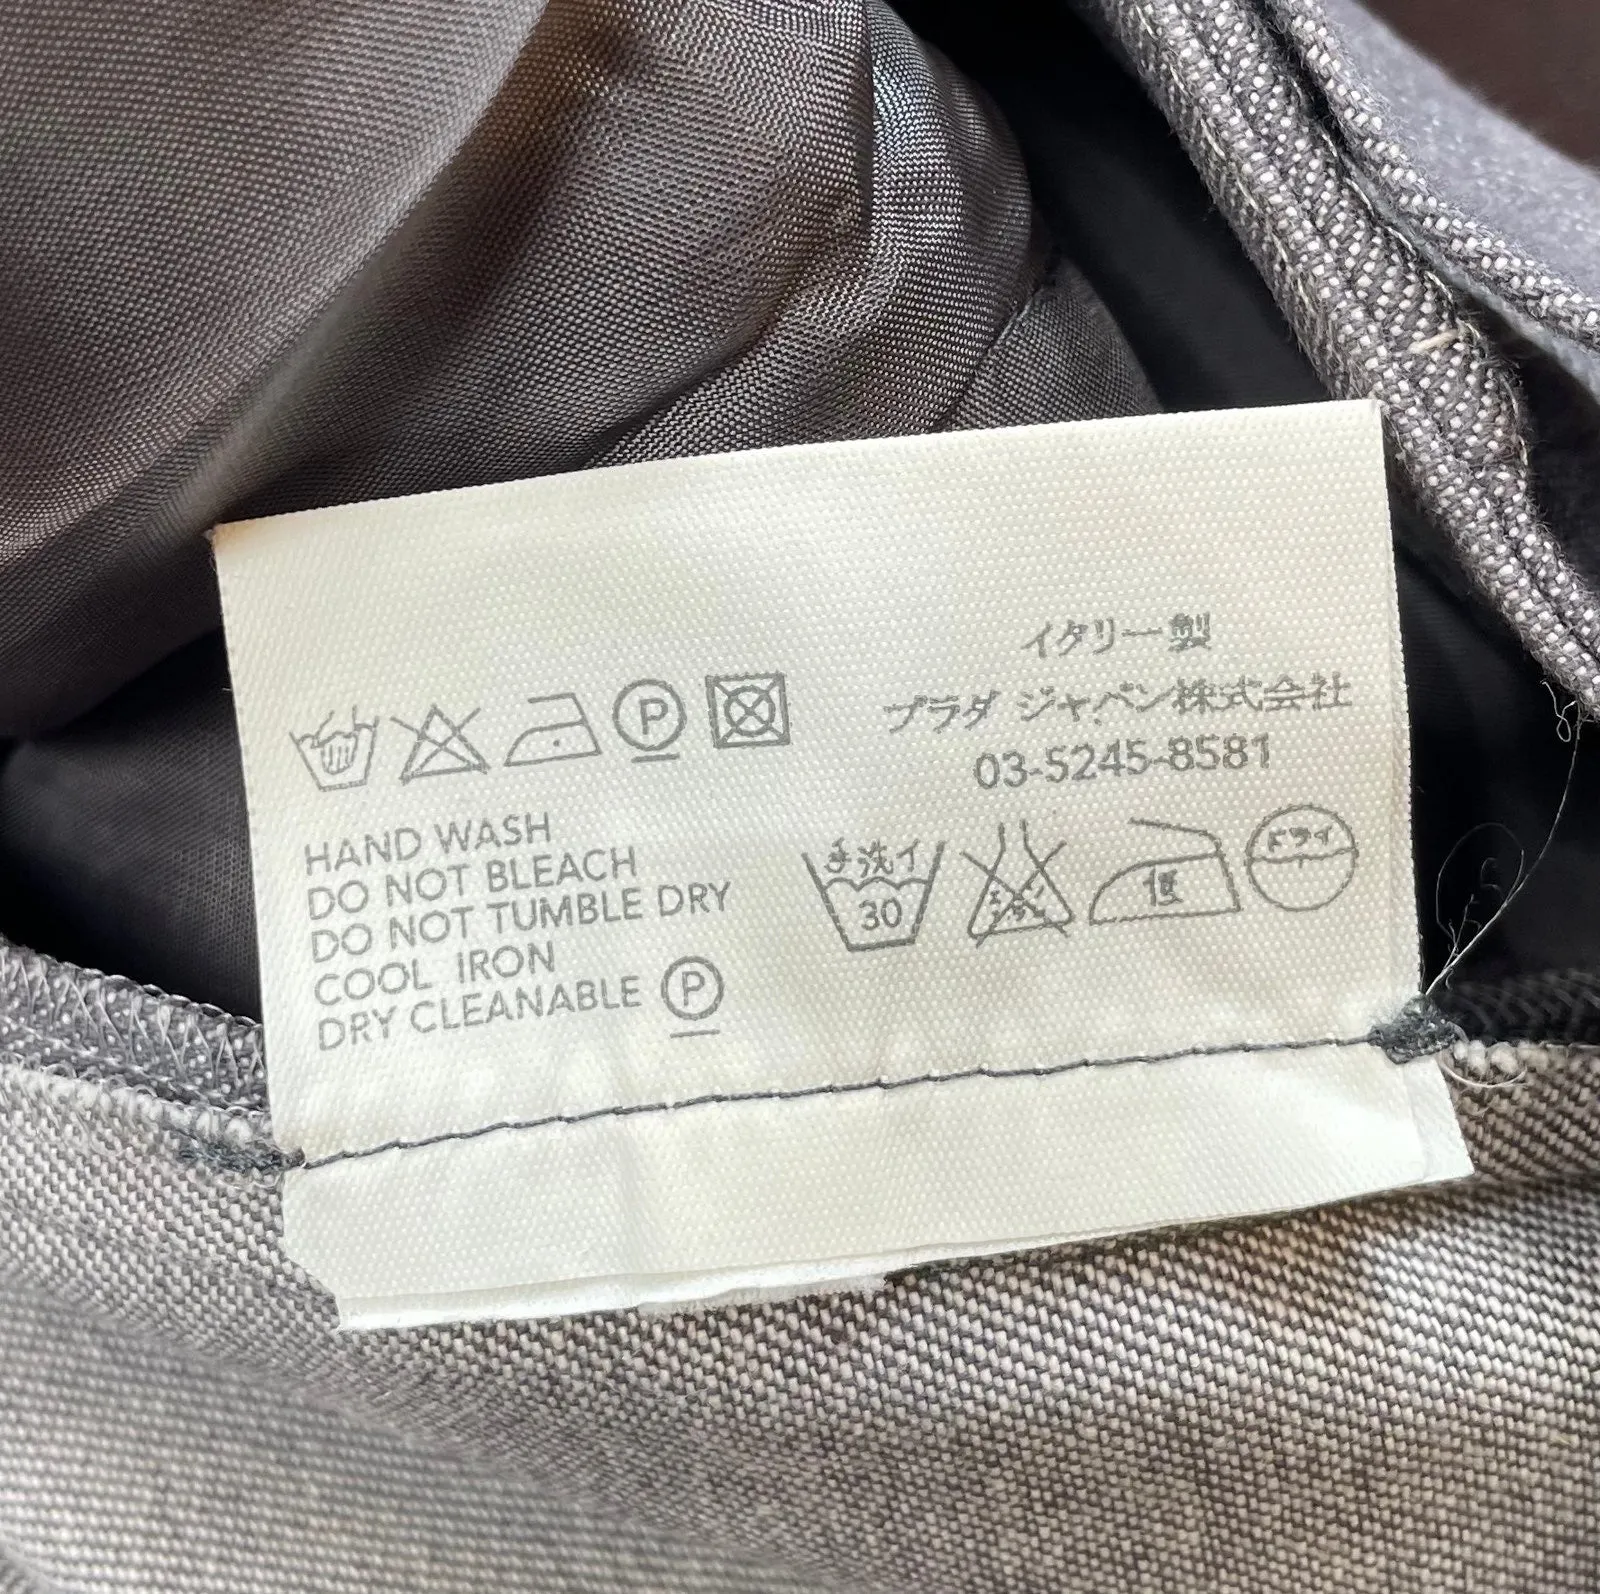 P
HAND WASH
DO NOT BLEACH
DO NOT TUMBLE DRY
COOL IRON
DRY CLEANABLE P
イタリー製
プラダ ジャパン株式会社
03-5245-8581
手洗イ
30
低
ドライ